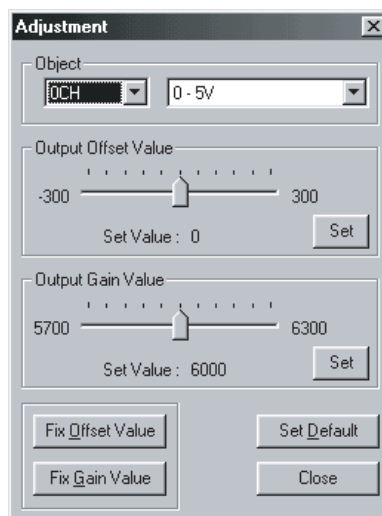 Adjustment
Object
0CH 0 - 5V
Output Offset Value
-300 300
Set Value : 0 Set
Output Gain Value
5700 6300
Set Value : 6000 Set
Fix Offset Value Set Default
Fix Gain Value Close